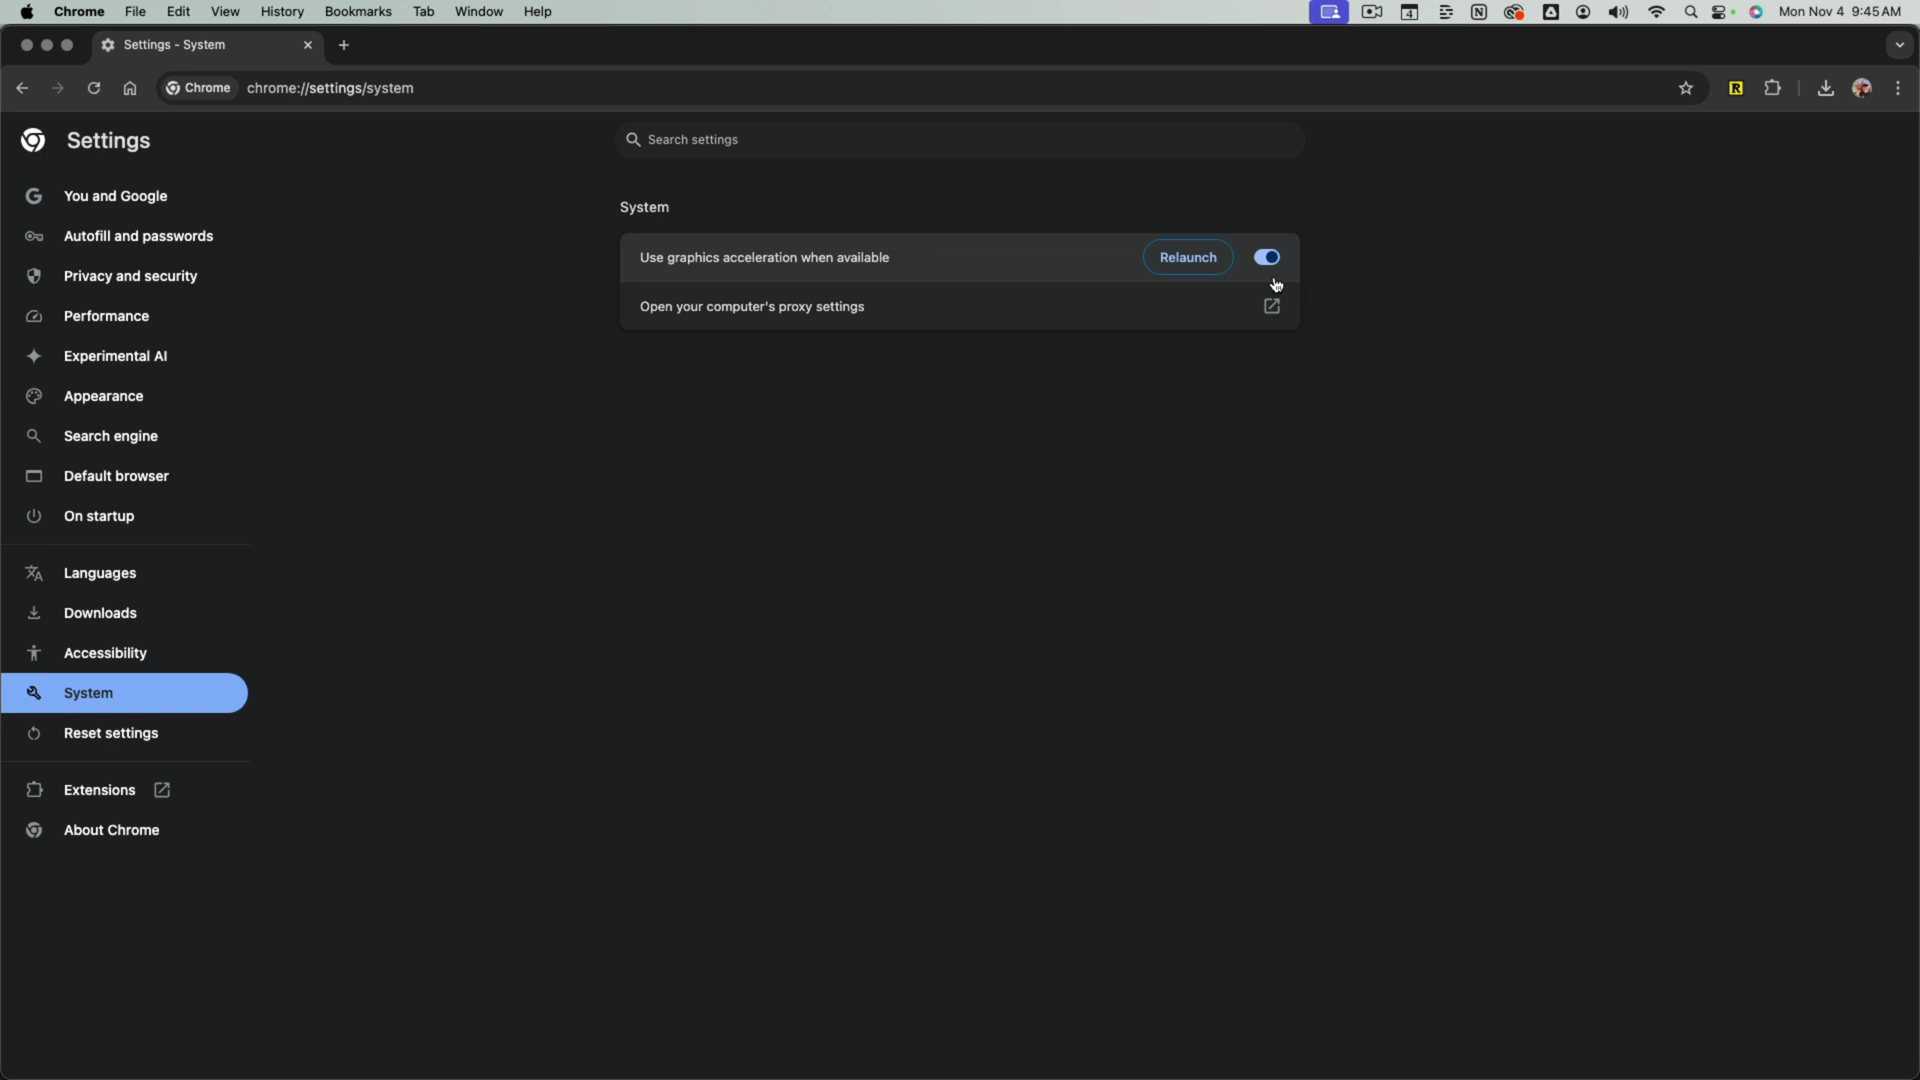 Chrome File Edit View History Bookmarks Tab Window Help 4 Mon Nov 4 9:45 AM
Settings - System
Chrome chrome://settings/system
Settings
Search settings
You and Google
Autofill and passwords
Privacy and security
Performance
Experimental AI
Appearance
Search engine
Default browser
On startup
Languages
Downloads
Accessibility
System
Reset settings
Extensions
About Chrome
System
Use graphics acceleration when available Relaunch
Open your computer's proxy settings